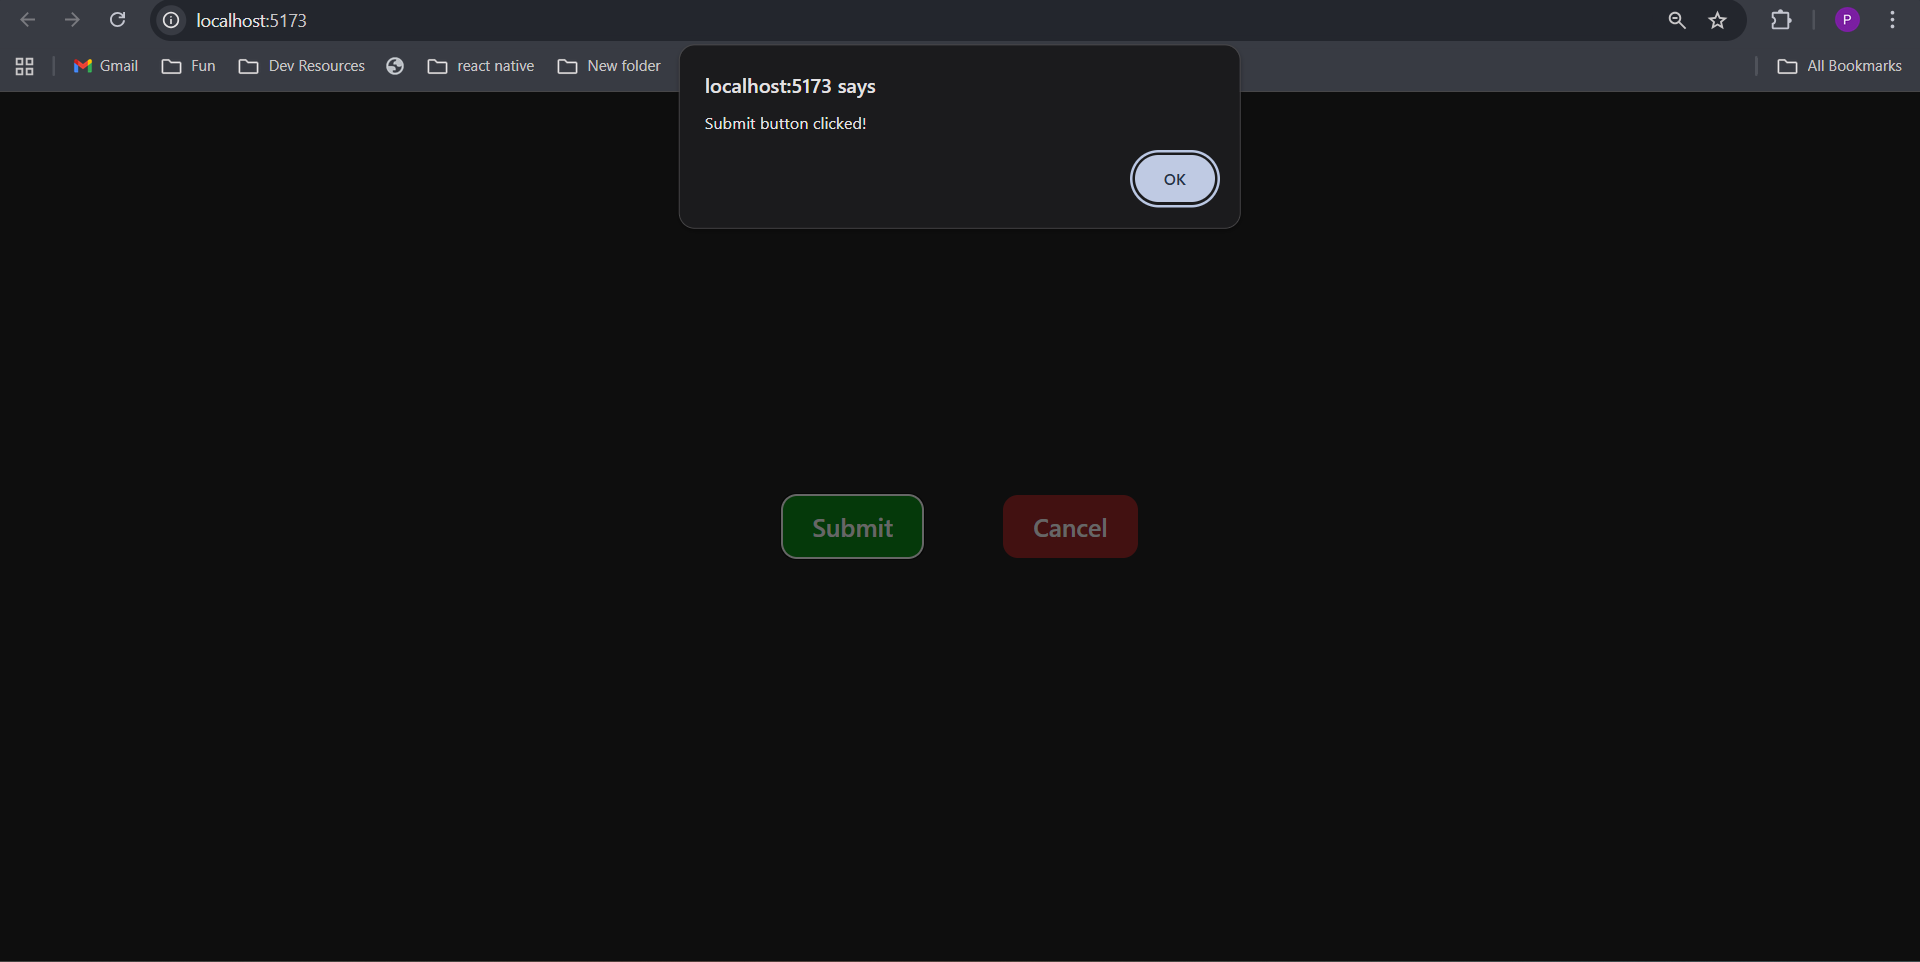 localhost:5173
P
Gmail
Fun
Dev Resources
react native
New folder
All Bookmarks
localhost:5173 says
Submit button clicked!
OK
Submit
Cancel